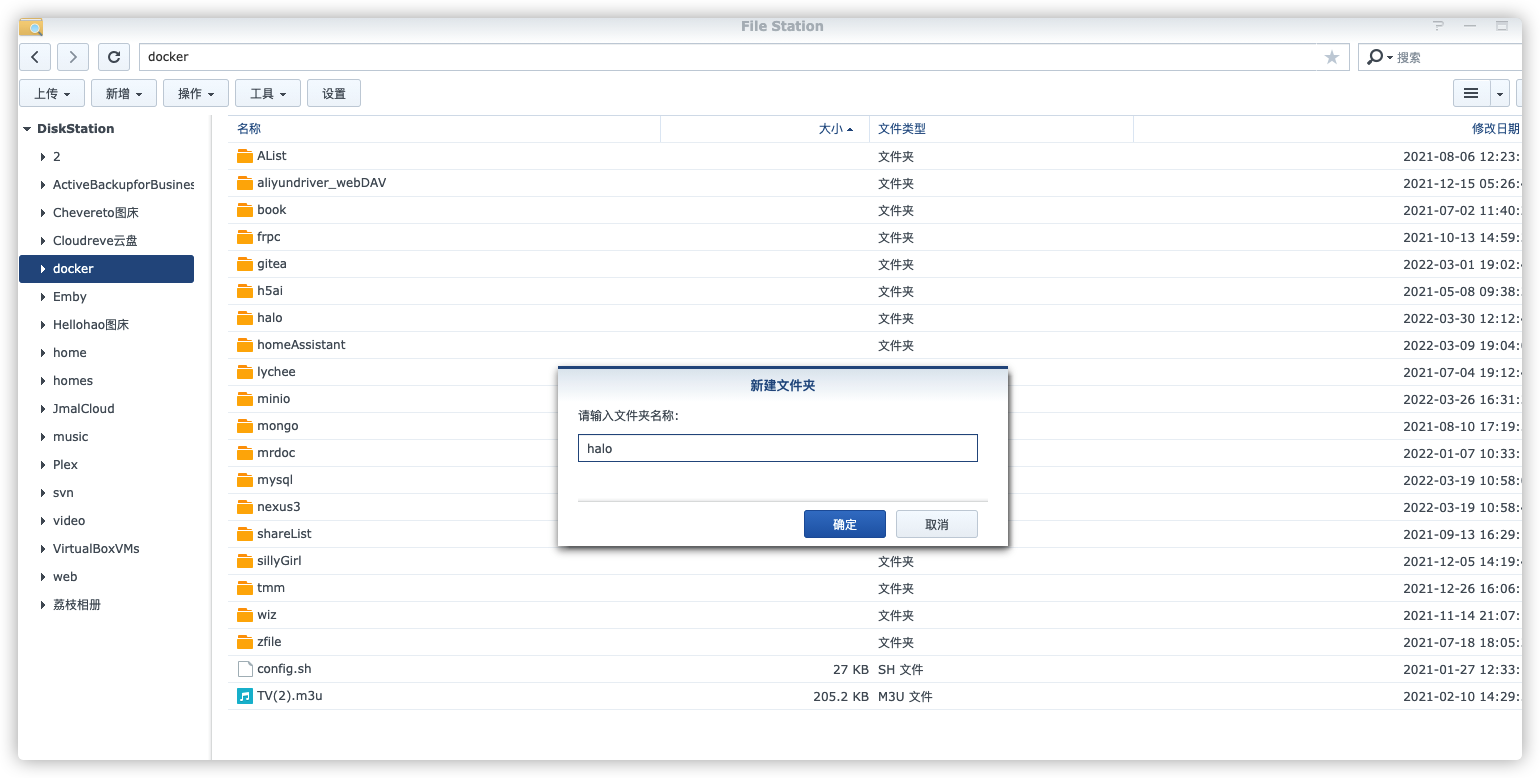 File Station
docker
搜索
上传 新增 操作 工具 设置
DiskStation
2
ActiveBackupforBusines
Chevereto图床
Cloudreve云盘
docker
Emby
Hellohao图床
home
homes
JmalCloud
music
Plex
svn
video
VirtualBoxVMs
web
荔枝相册
名称 大小 文件类型 修改日期
AList 文件夹 2021-08-06 12:23:
aliyundriver_webDAV 文件夹 2021-12-15 05:26:
book 文件夹 2021-07-02 11:40:
frpc 文件夹 2021-10-13 14:59:
gitea 文件夹 2022-03-01 19:02:
h5ai 文件夹 2021-05-08 09:38:
halo 文件夹 2022-03-30 12:12:
homeAssistant 文件夹 2022-03-09 19:04:
lychee 2021-07-04 19:12:
minio 2022-03-26 16:31:
mongo 2021-08-10 17:19:
mrdoc 2022-01-07 10:33:
mysql 2022-03-19 10:58:
nexus3 2022-03-19 10:58:
shareList 2021-09-13 16:29:
sillyGirl 文件夹 2021-12-05 14:19:
tmm 文件夹 2021-12-26 16:06:
wiz 文件夹 2021-11-14 21:07:
zfile 文件夹 2021-07-18 18:05:
config.sh 27 KB SH 文件 2021-01-27 12:33:
TV(2).m3u 205.2 KB M3U 文件 2021-02-10 14:29:
新建文件夹
请输入文件夹名称:
halo
确定 取消